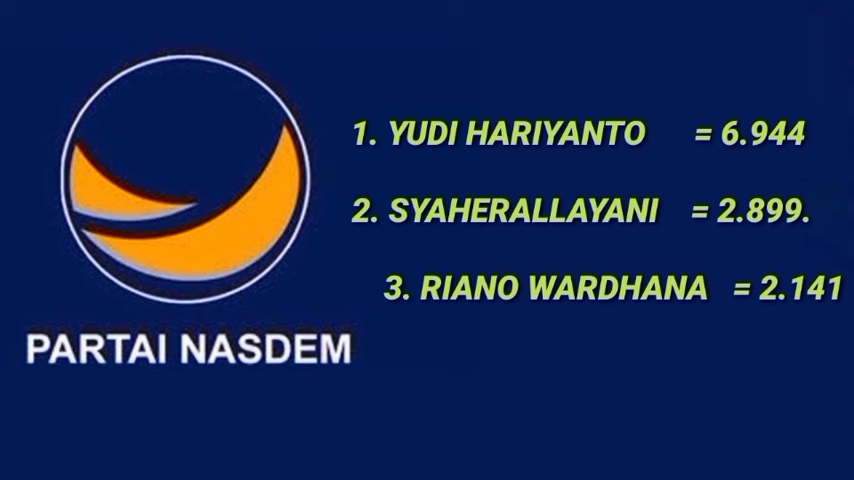 1. YUDI HARIYANTO = 6.944
2. SYAHERALLAYANI = 2.899.
3. RIANO WARDHANA = 2.141
PARTAI NASDEM